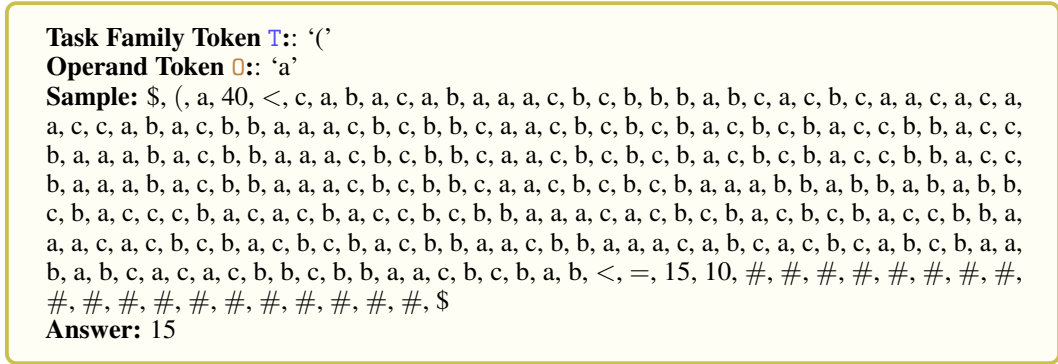 Task Family Token T:: ‘(’
Operand Token O:: ‘a’
Sample: $, (, a, 40, <, c, a, b, a, c, a, b, a, a, a, c, b, c, b, b, b, a, b, c, a, c, b, c, a, a, c, a, c, a,
a, c, c, a, b, a, c, b, b, a, a, a, c, b, c, b, b, c, a, a, c, b, c, b, c, b, a, c, b, c, b, a, c, c, b, b, a, c, c,
b, a, a, a, b, a, c, b, b, a, a, a, c, b, c, b, b, c, a, a, c, b, c, b, c, b, a, c, b, c, b, a, c, c, b, b, a, c, c,
b, a, a, a, b, a, c, b, b, a, a, a, c, b, c, b, b, c, a, a, c, b, c, b, c, b, a, a, a, b, b, a, b, b, a, b, a, b, b,
c, b, a, c, c, c, b, a, c, a, c, b, a, c, c, b, c, b, b, a, a, a, c, a, c, b, c, b, a, c, b, c, b, a, c, c, b, b, a,
a, a, c, a, c, b, c, b, a, c, b, c, b, a, c, b, b, a, a, c, b, b, a, a, a, c, a, b, c, a, c, b, c, a, b, c, b, a, a,
b, a, b, c, a, c, a, c, b, b, c, b, b, a, a, c, b, c, b, a, b, <, =, 15, 10, #, #, #, #, #, #, #, #,
#, #, #, #, #, #, #, #, #, #, #, $
Answer: 15